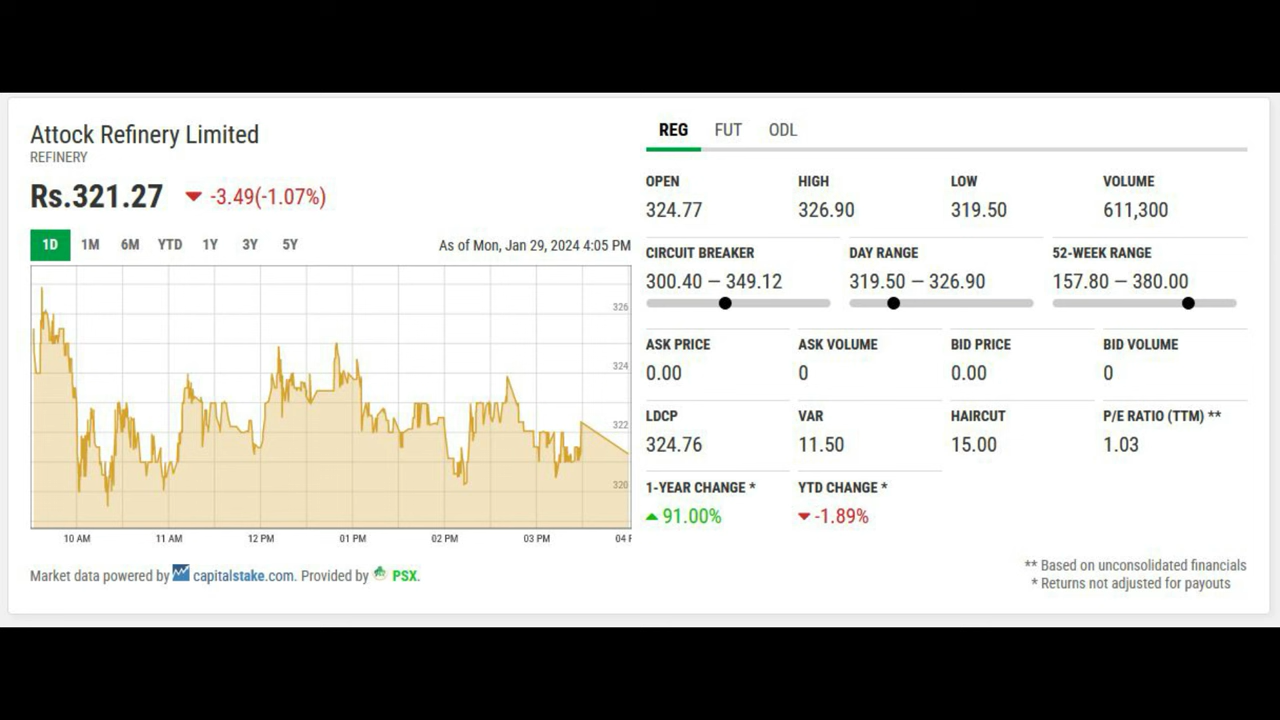 Attock Refinery Limited
REFINERY
Rs.321.27 -3.49(-1.07%)
1D 1M 6M YTD 1Y 3Y 5Y As of Mon, Jan 29, 2024 4:05 PM
326
324
322
320
10 AM 11 AM 12 PM 01 PM 02 PM 03 PM 04 F
Market data powered by capitalstake.com. Provided by PSX.
REG FUT ODL
OPEN HIGH LOW VOLUME
324.77 326.90 319.50 611,300
CIRCUIT BREAKER DAY RANGE 52-WEEK RANGE
300.40 — 349.12 319.50 — 326.90 157.80 — 380.00
ASK PRICE ASK VOLUME BID PRICE BID VOLUME
0.00 0 0.00 0
LDCP VAR HAIRCUT P/E RATIO (TTM) **
324.76 11.50 15.00 1.03
1-YEAR CHANGE * YTD CHANGE *
91.00% -1.89%
** Based on unconsolidated financials
* Returns not adjusted for payouts